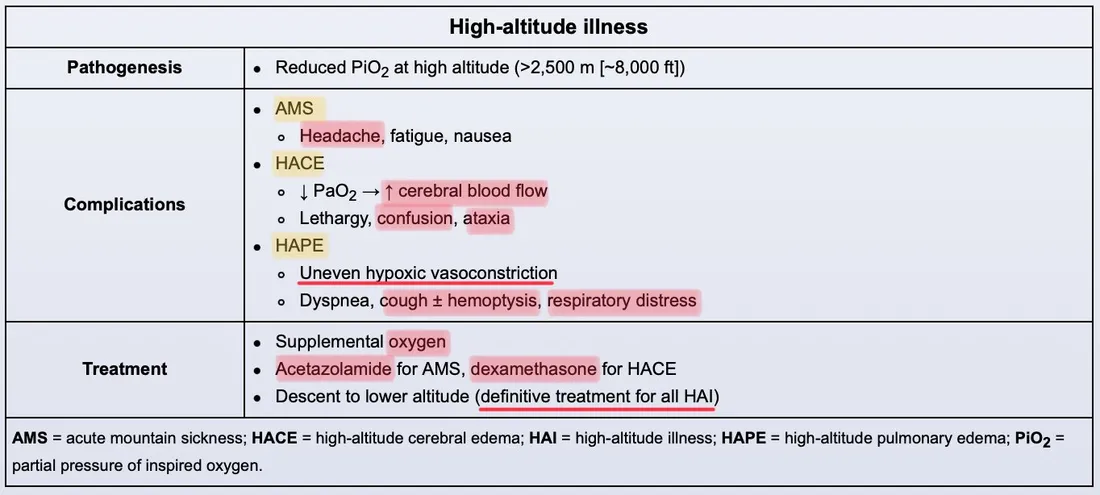 High-altitude illness
Pathogenesis
• Reduced PiO2 at high altitude (>2,500 m [~8,000 ft])
Complications
• AMS
◦ Headache, fatigue, nausea
• HACE
◦ ↓ PaO2 → ↑ cerebral blood flow
◦ Lethargy, confusion, ataxia
• HAPE
◦ Uneven hypoxic vasoconstriction
◦ Dyspnea, cough ± hemoptysis, respiratory distress
Treatment
• Supplemental oxygen
• Acetazolamide for AMS, dexamethasone for HACE
• Descent to lower altitude (definitive treatment for all HAI)
AMS = acute mountain sickness; HACE = high-altitude cerebral edema; HAI = high-altitude illness; HAPE = high-altitude pulmonary edema; PiO2 =
partial pressure of inspired oxygen.